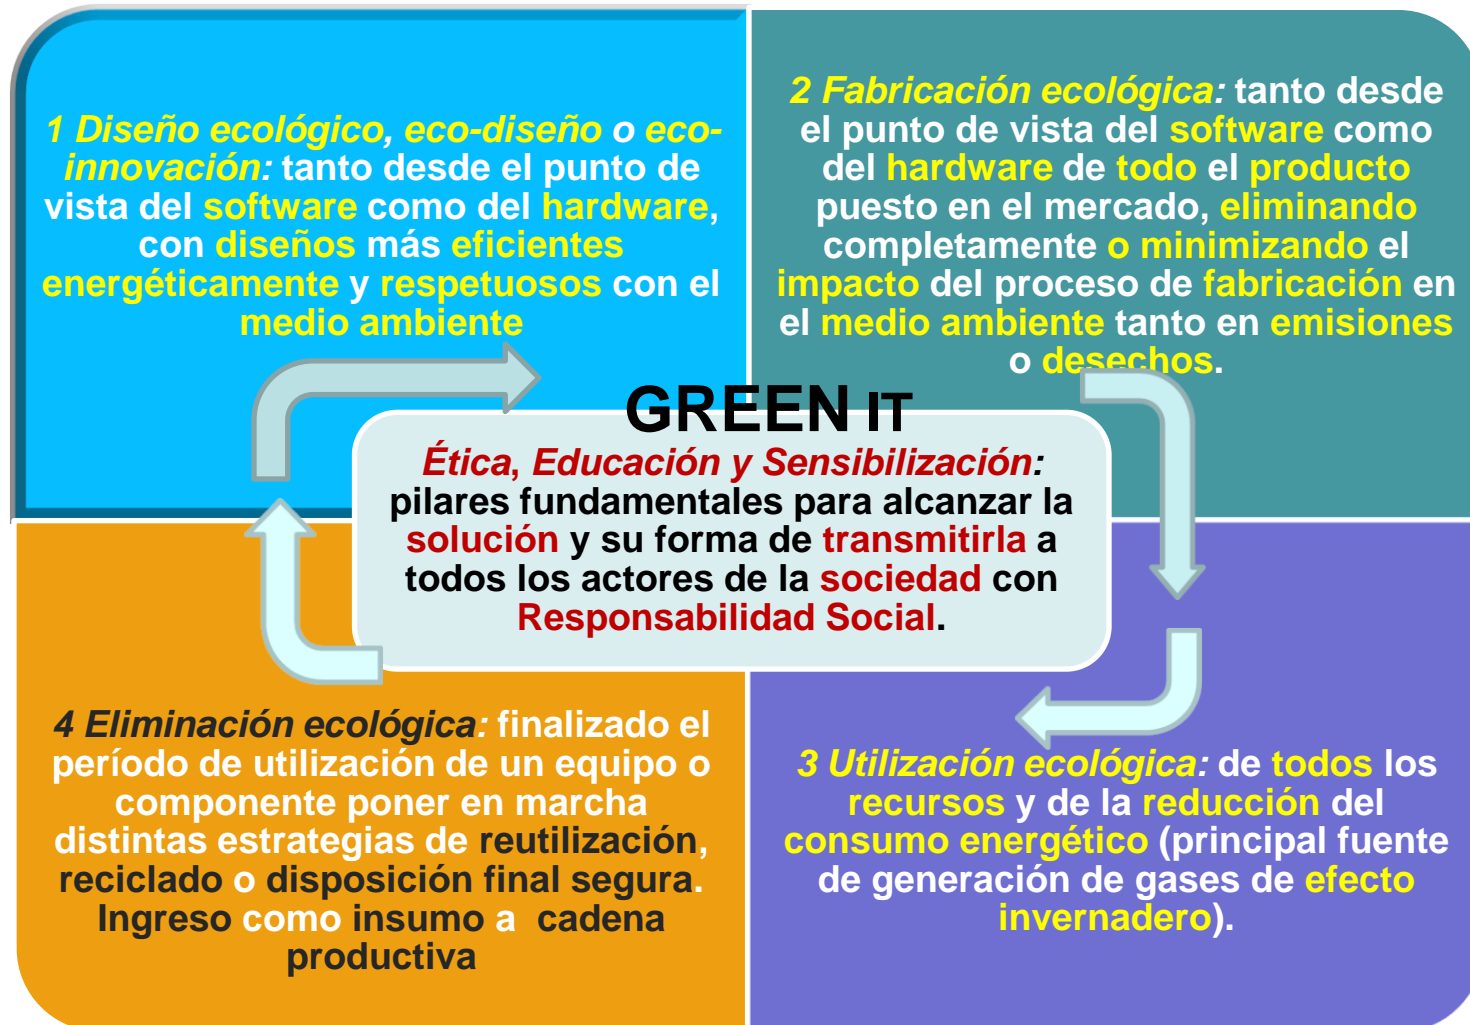 1 Diseño ecológico, eco-diseño o eco-
innovación: tanto desde el punto de
vista del software como del hardware,
con diseños más eficientes
energéticamente y respetuosos con el
medio ambiente
2 Fabricación ecológica: tanto desde
el punto de vista del software como
del hardware de todo el producto
puesto en el mercado, eliminando
completamente o minimizando el
impacto del proceso de fabricación en
el medio ambiente tanto en emisiones
o desechos.
GREEN IT
Ética, Educación y Sensibilización:
pilares fundamentales para alcanzar la
solución y su forma de transmitirla a
todos los actores de la sociedad con
Responsabilidad Social.
3 Utilización ecológica: de todos los
recursos y de la reducción del
consumo energético (principal fuente
de generación de gases de efecto
invernadero).
4 Eliminación ecológica: finalizado el
período de utilización de un equipo o
componente poner en marcha
distintas estrategias de reutilización,
reciclado o disposición final segura.
Ingreso como insumo a  cadena
productiva